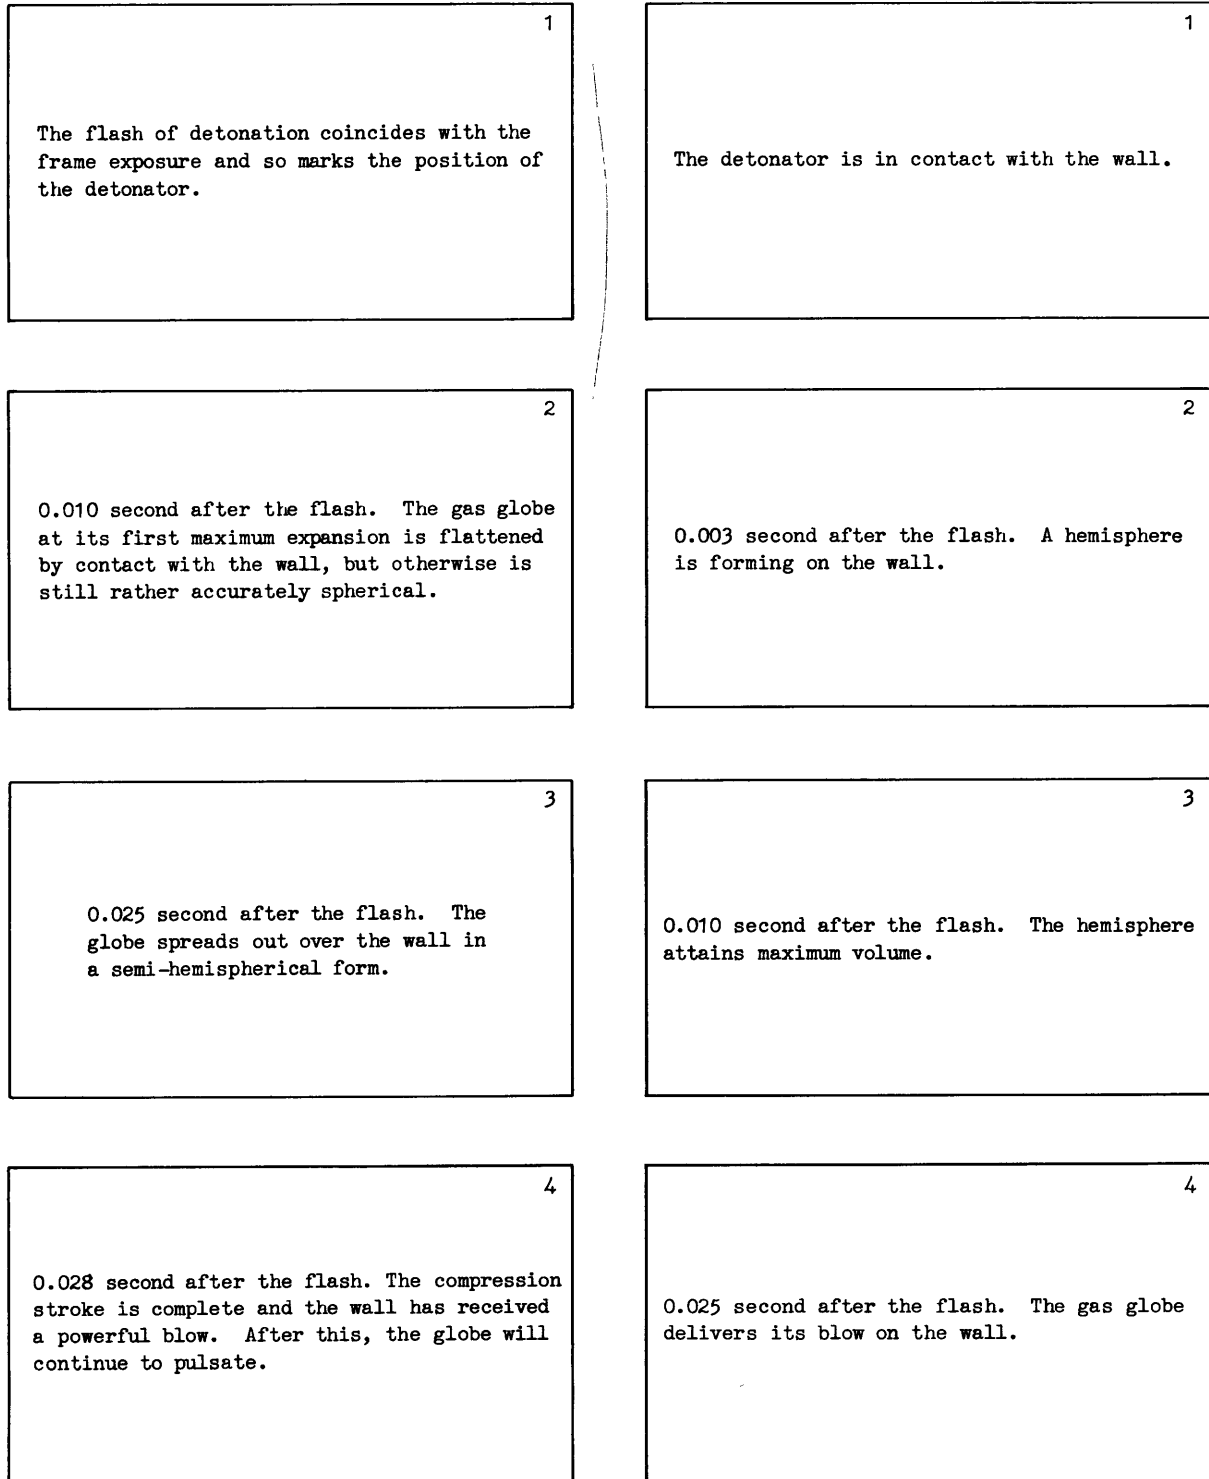 1
The flash of detonation coincides with the
frame exposure and so marks the position of
the detonator.
2
0.010 second after the flash. The gas globe
at its first maximum expansion is flattened
by contact with the wall, but otherwise is
still rather accurately spherical.
3
0.025 second after the flash. The
globe spreads out over the wall in
a semi-hemispherical form.
4
0.028 second after the flash. The compression
stroke is complete and the wall has received
a powerful blow. After this, the globe will
continue to pulsate.
1
The detonator is in contact with the wall.
2
0.003 second after the flash. A hemisphere
is forming on the wall.
3
0.010 second after the flash. The hemisphere
attains maximum volume.
4
0.025 second after the flash. The gas globe
delivers its blow on the wall.